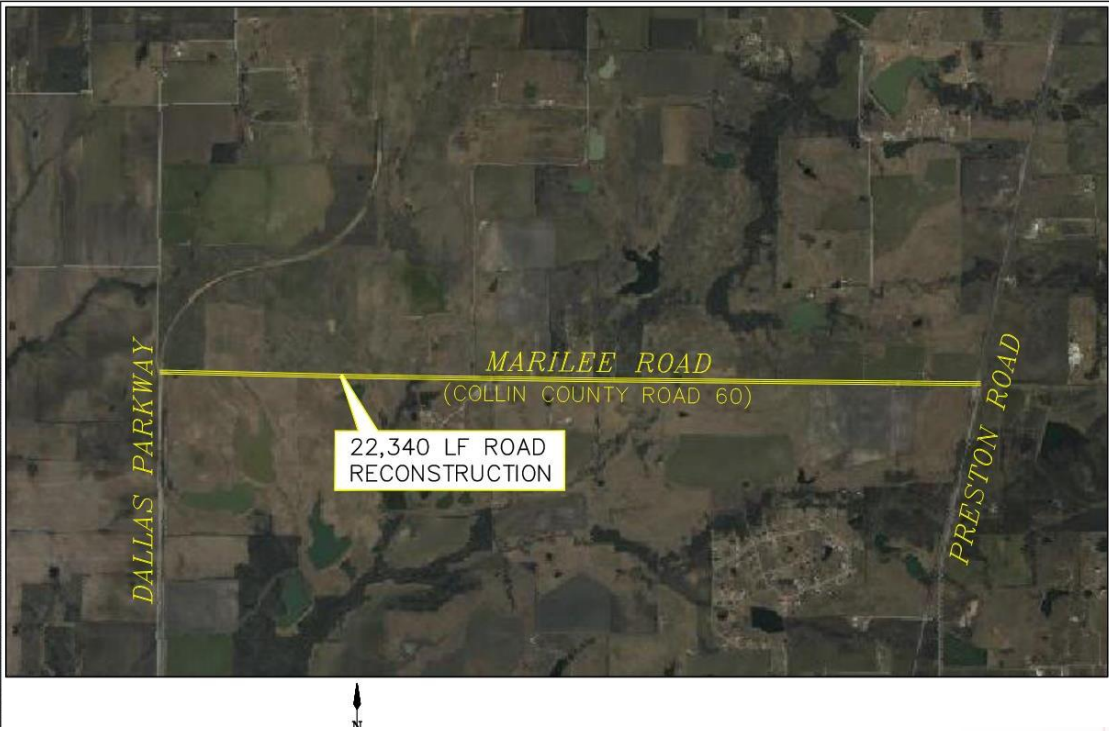 MARILEE ROAD
(COLLIN COUNTY ROAD 60)
DALLAS PARKWAY
22,340 LF ROAD
RECONSTRUCTION
PRESTON ROAD
N